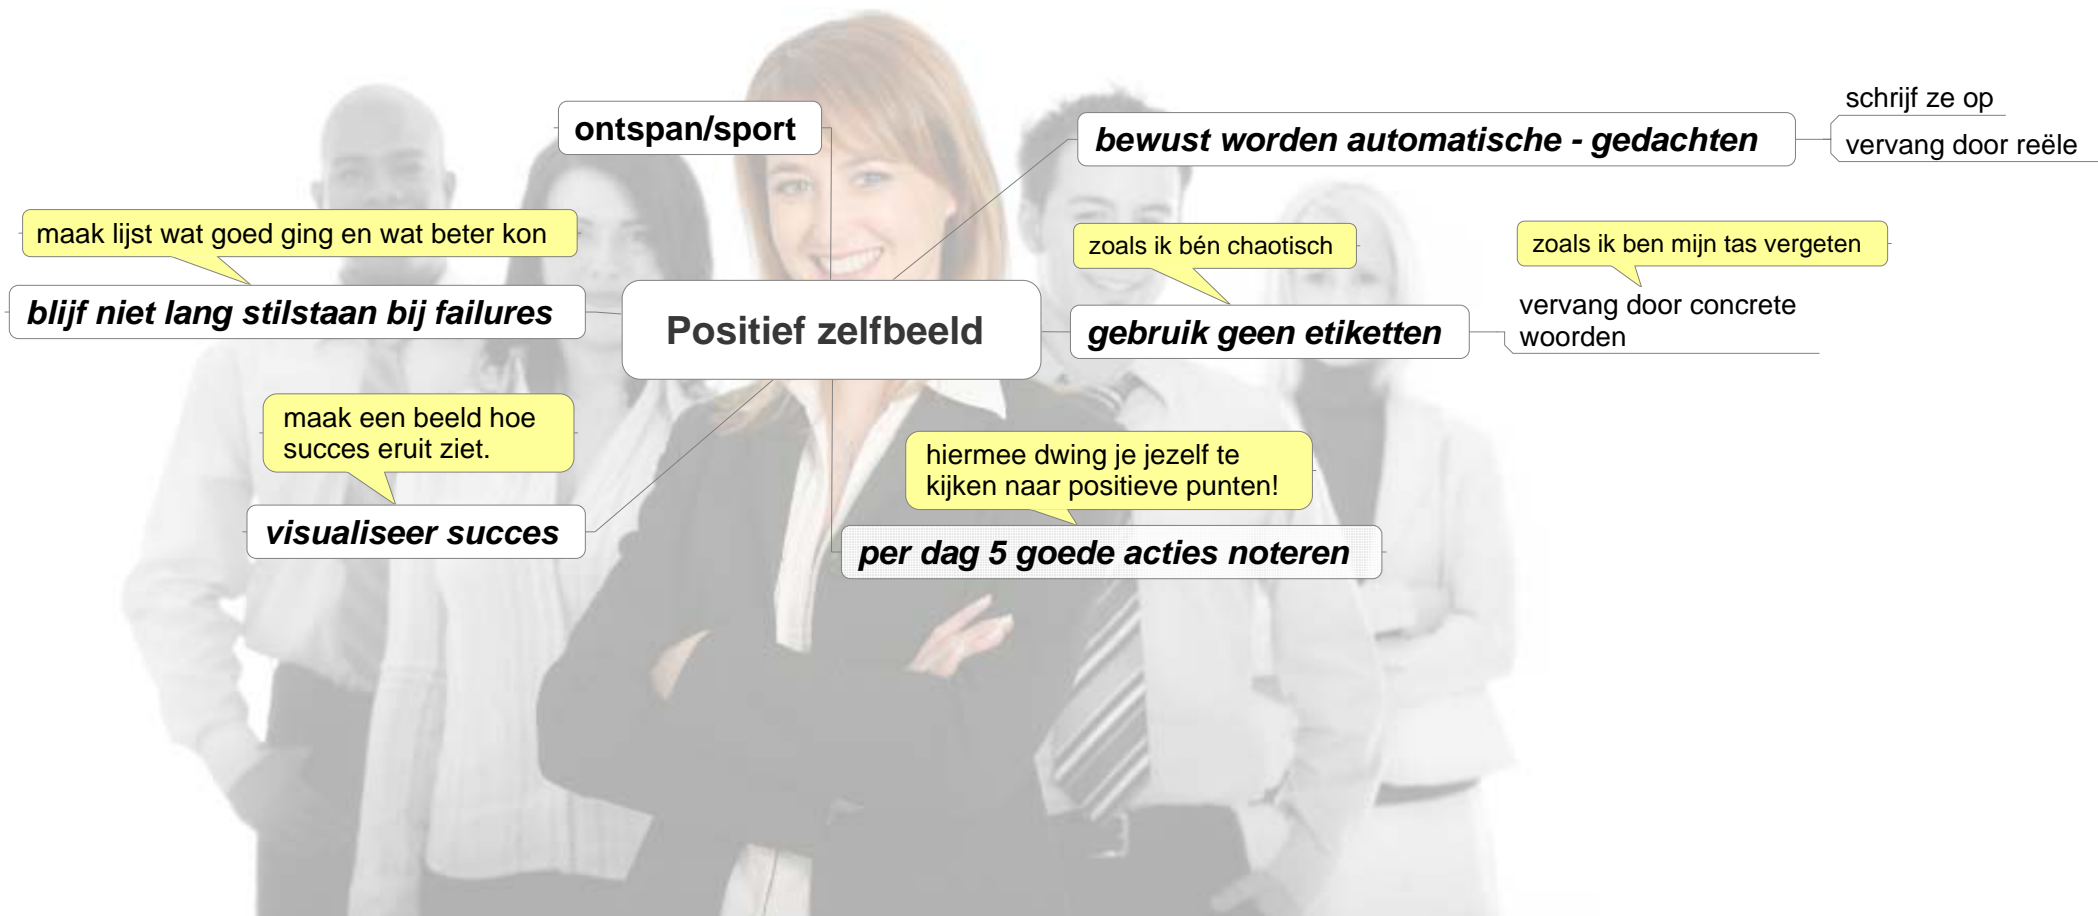 Positief zelfbeeld
bewust worden automatische - gedachten
schrijf ze op
vervang door reële
zoals ik bén chaotisch
gebruik geen etiketten
zoals ik ben mijn tas vergeten
vervang door concrete
woorden
hiermee dwing je jezelf te
kijken naar positieve punten!
per dag 5 goede acties noteren
maak een beeld hoe
succes eruit ziet.
visualiseer succes
maak lijst wat goed ging en wat beter kon
blijf niet lang stilstaan bij failures
ontspan/sport